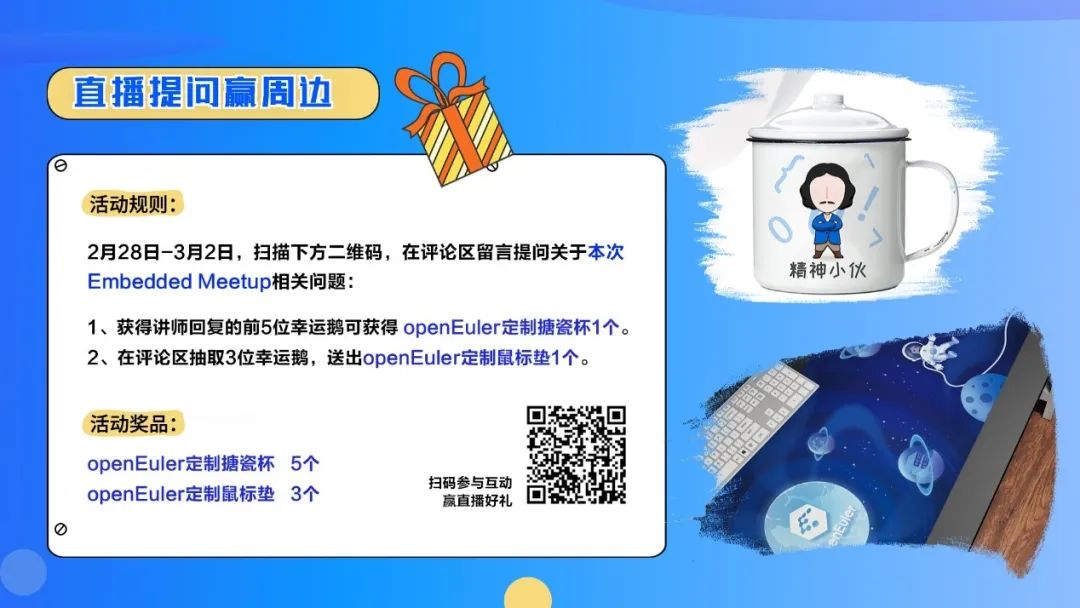 直播提问赢周边
活动规则：
2月28日-3月2日，扫描下方二维码，在评论区留言提问关于本次
Embedded Meetup相关问题：
1、获得讲师回复的前5位幸运鹅可获得 openEuler定制搪瓷杯1个。
2、在评论区抽取3位幸运鹅，送出openEuler定制鼠标垫1个。
活动奖品：
openEuler定制搪瓷杯 5个
openEuler定制鼠标垫 3个
扫码参与互动
赢直播好礼
精神小伙
openEuler